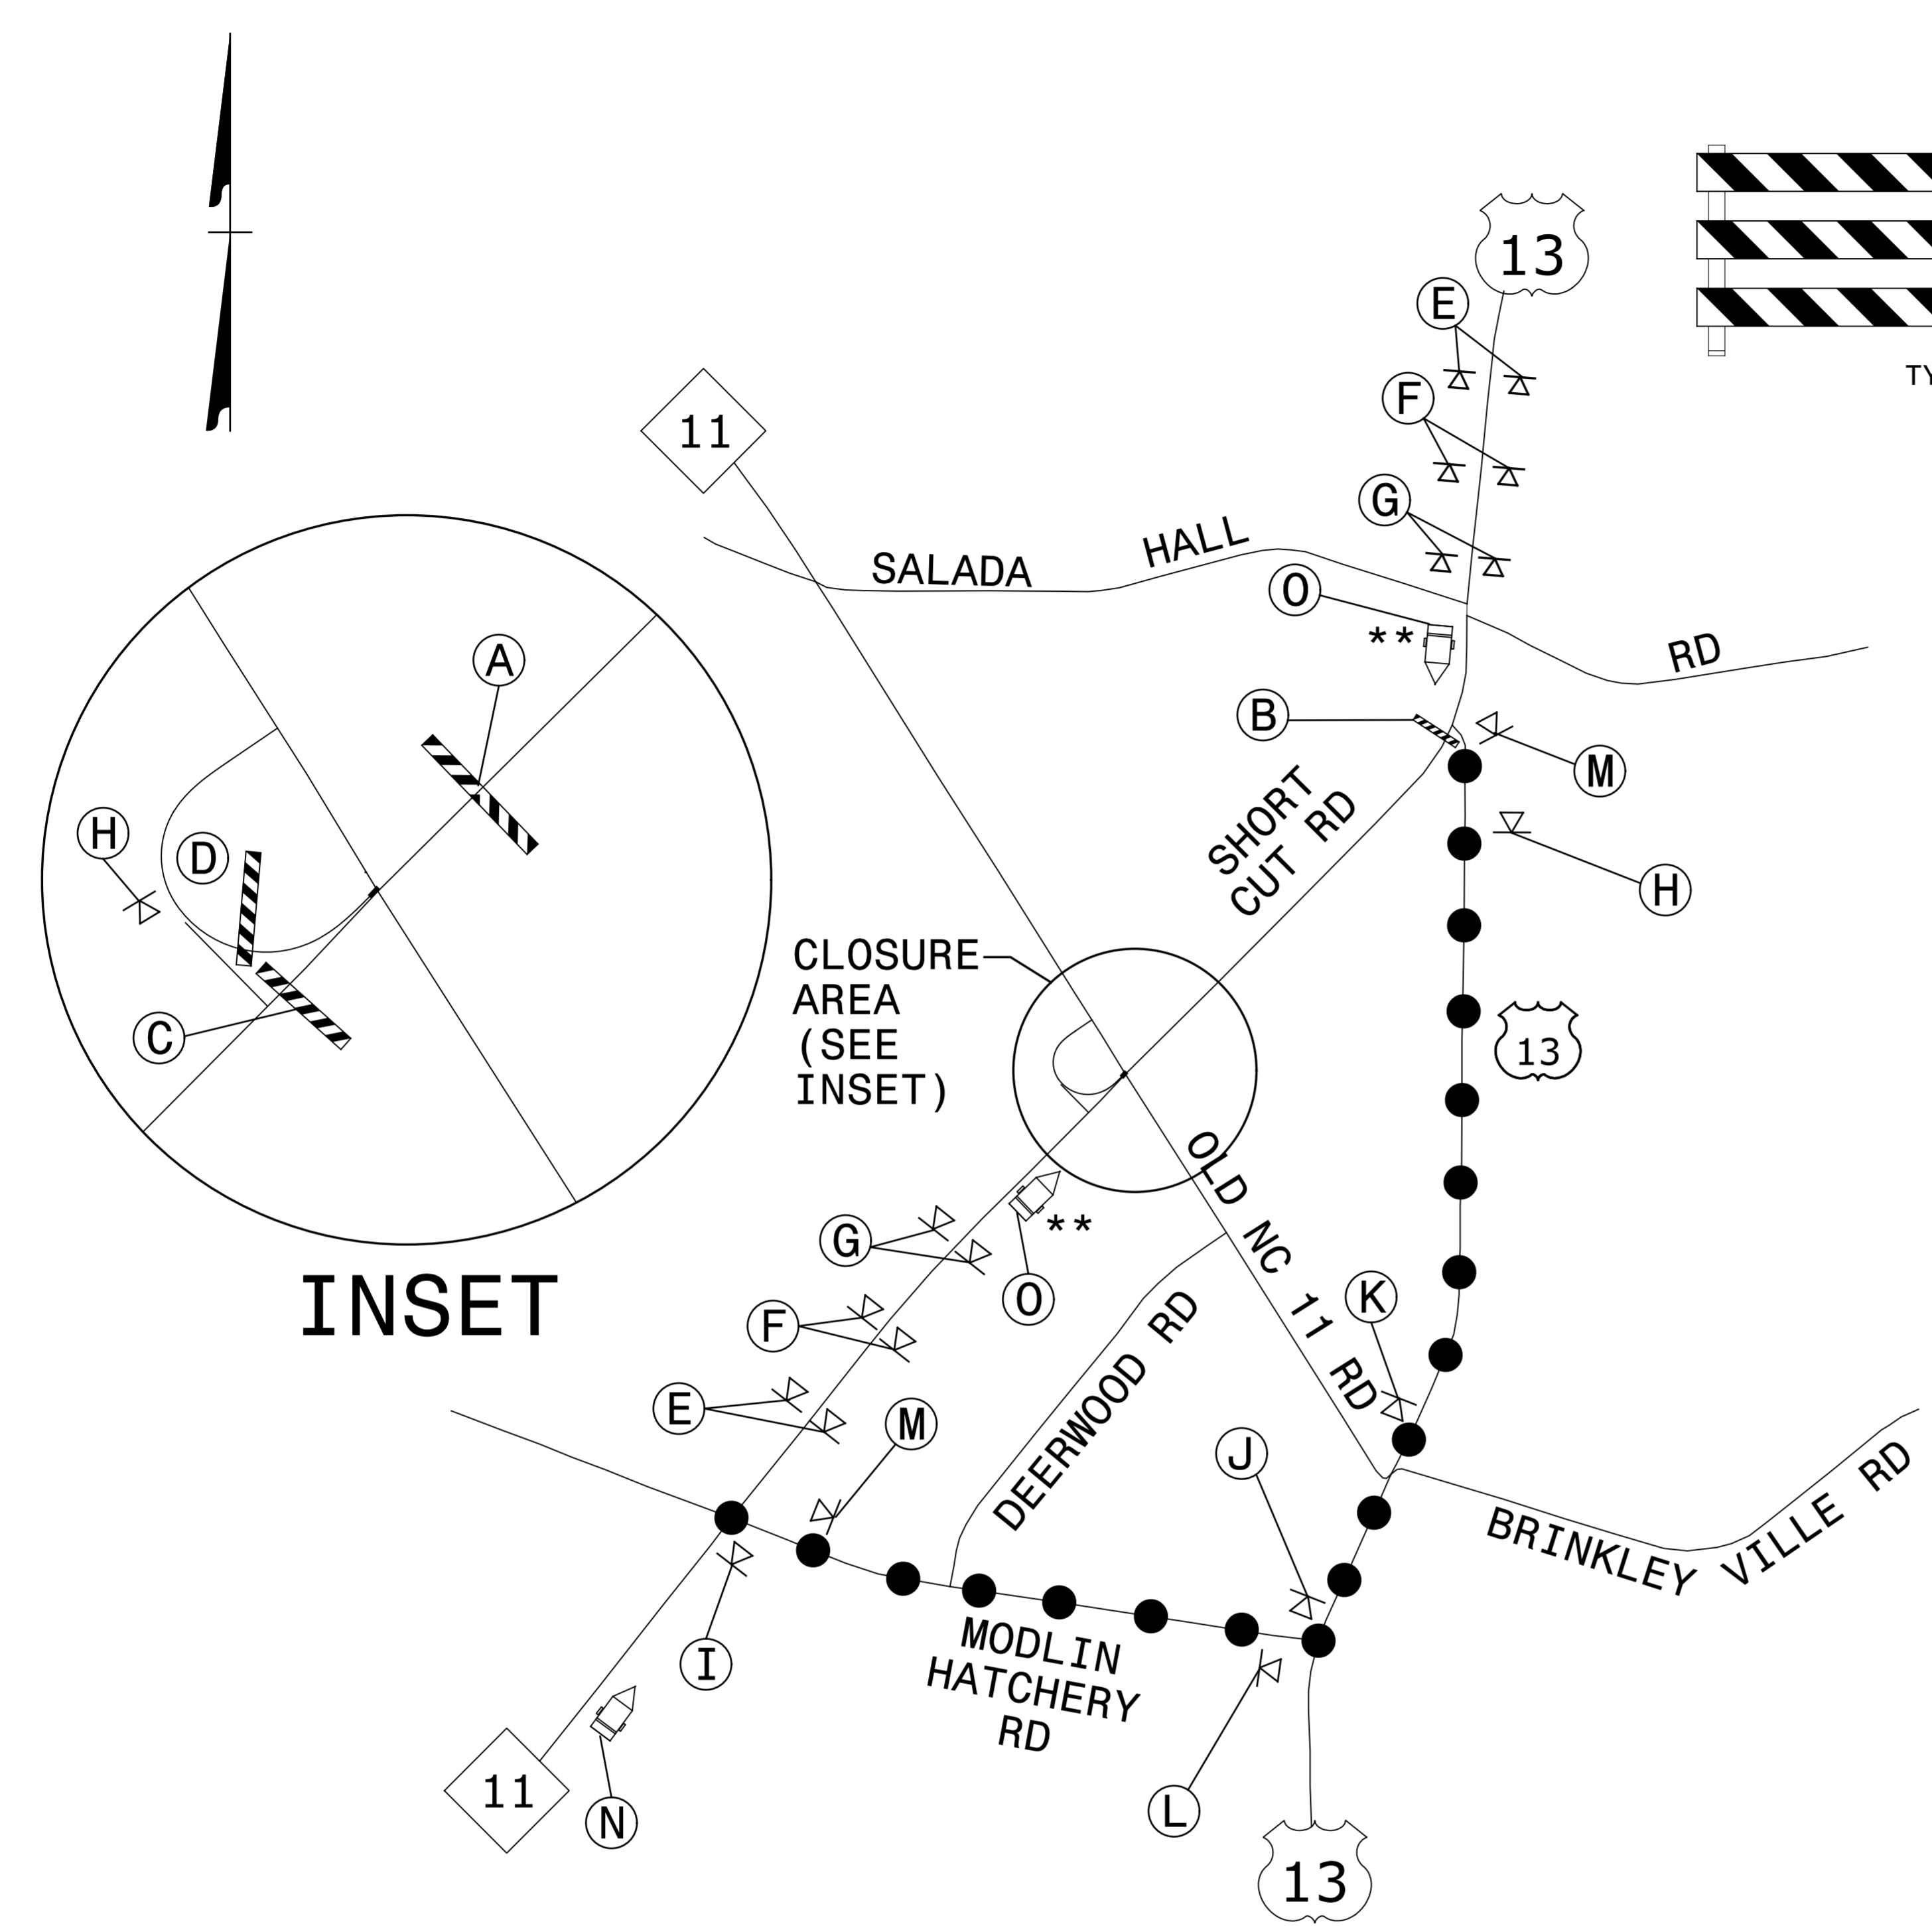 13
E
F
11
G
SALADA HALL RD
O
**
B
M
A
SHORT
CUT RD
H
D
H
C
CLOSURE
AREA
(SEE
INSET)
13
OLD NC 11 RD
G
**
O
K
INSET
F
E
M
DEERWOOD RD
J
BRINKLEY VILLE RD
I
MODLIN
HATCHERY
RD
11
N
L
13